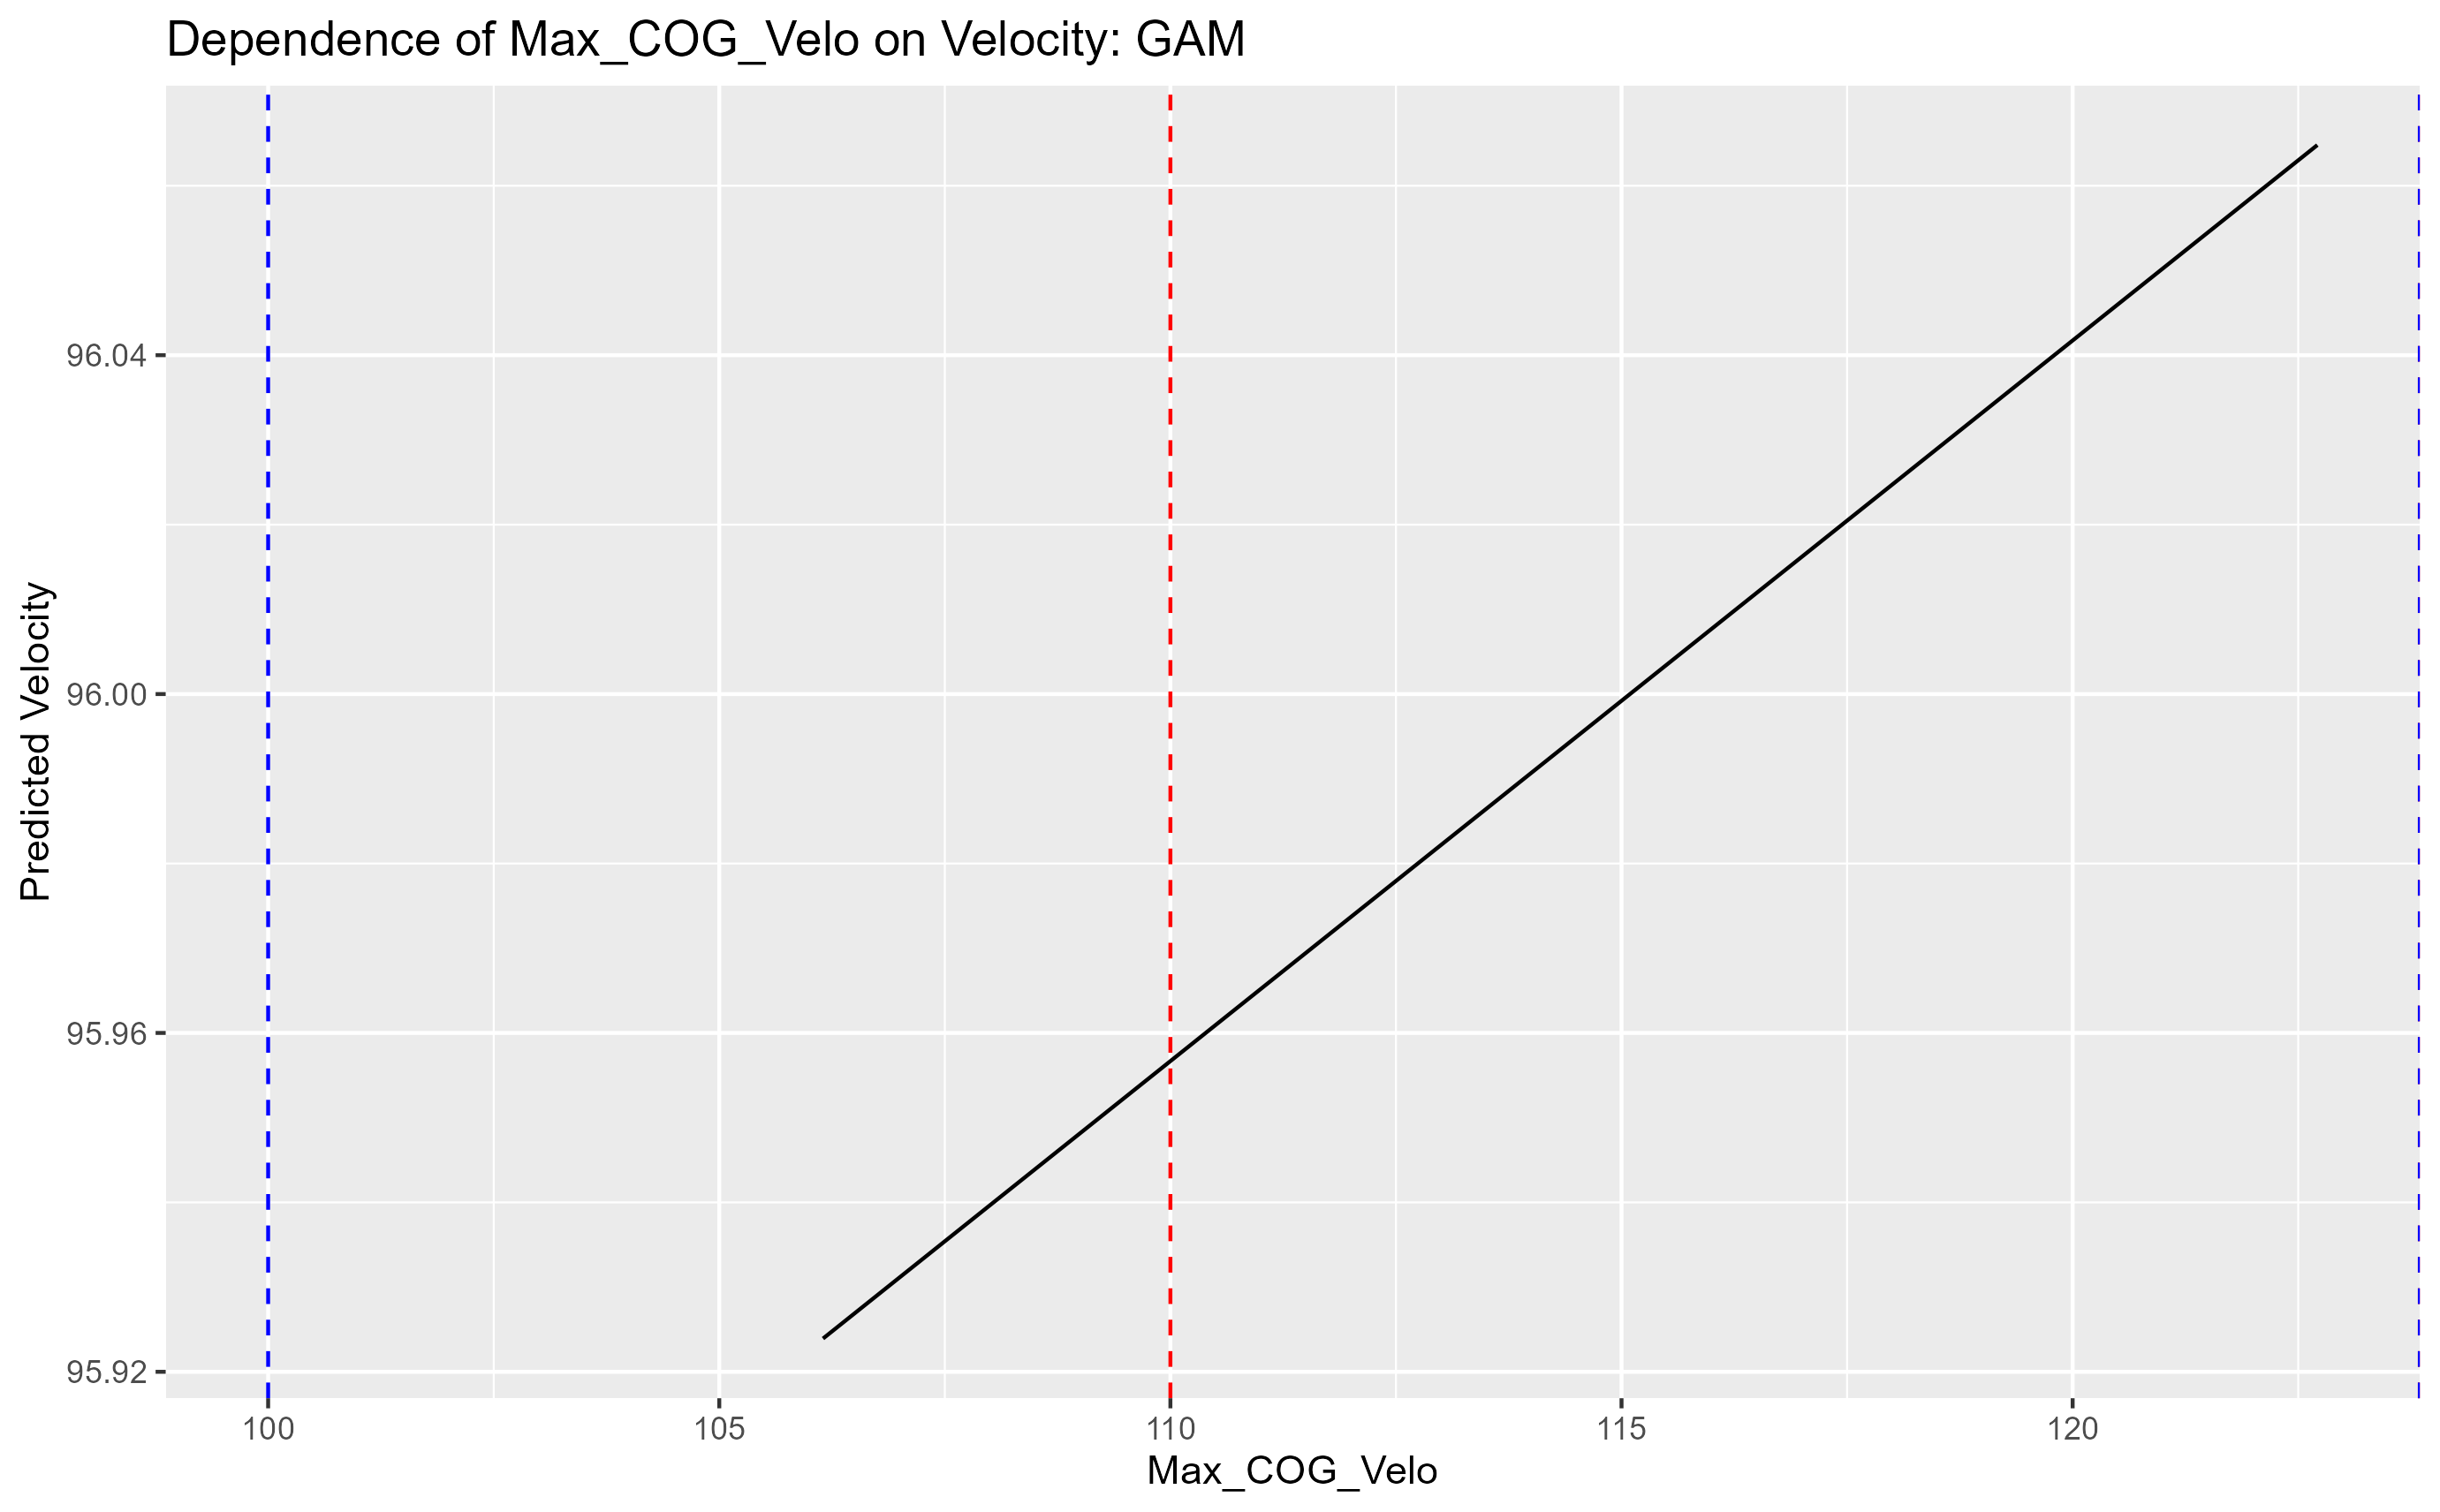 Dependence of Max_COG_Velo on Velocity: GAM
Predicted Velocity
96.04
96.00
95.96
95.92
100 105 110 115 120
Max_COG_Velo